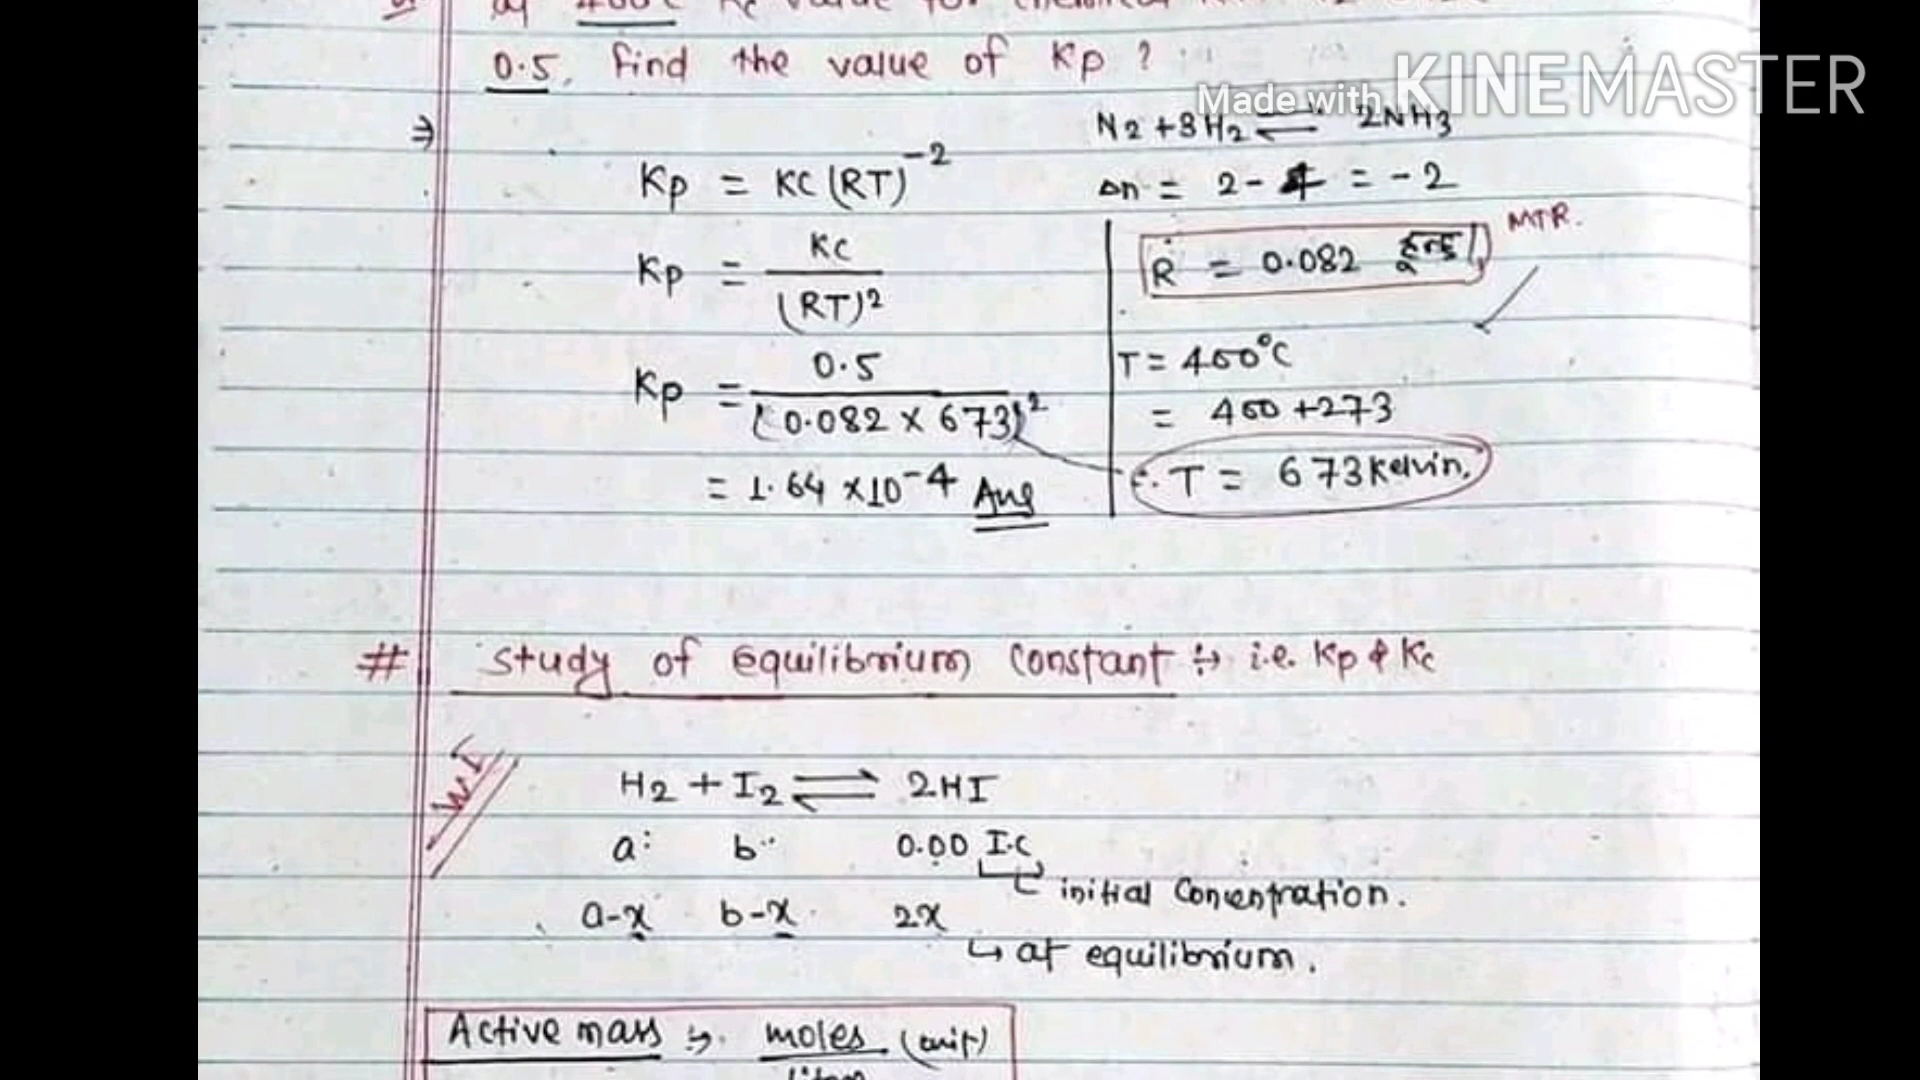 0.5, find the value of Kp ?
Made with KINEMASTER
N2 + 3H2 ⇌ 2NH3
⇒
Kp = KC (RT)^-2
Δn = 2 - 4 = -2
Kp = KC / (RT)^2
R = 0.082
MTR.
T = 400°C
Kp = 0.5 / (0.082 × 673)^2
= 400 + 273
= 1.64 × 10^-4 Ans
∴ T = 673 Kelvin.
# Study of Equilibrium Constant :→ i.e. Kp & Kc
H2 + I2 ⇌ 2HI
a b 0.00 I.C
initial Concentration.
a-x b-x 2x
↳ at equilibrium.
Active mass :→ moles (unit)